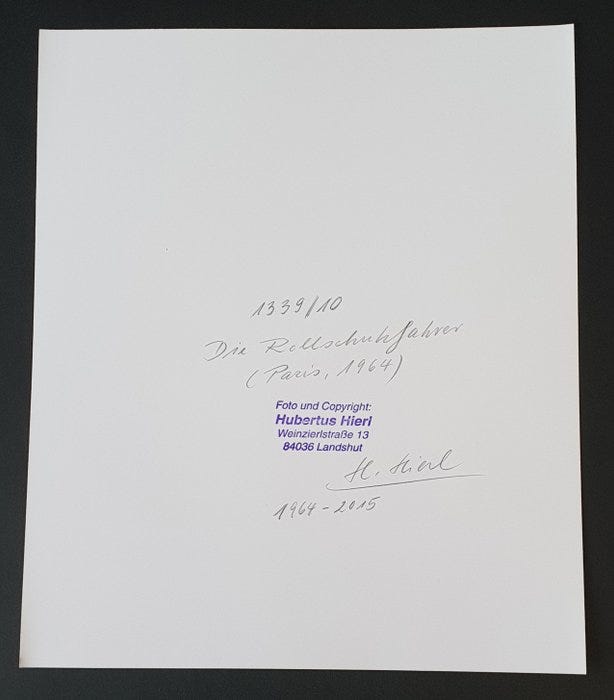 1339/10
Die Rollschuhfahrer
(Paris, 1964)
Foto und Copyright:
Hubertus Hierl
Weinzierlstraße 13
84036 Landshut
H. Hierl
1964-2015